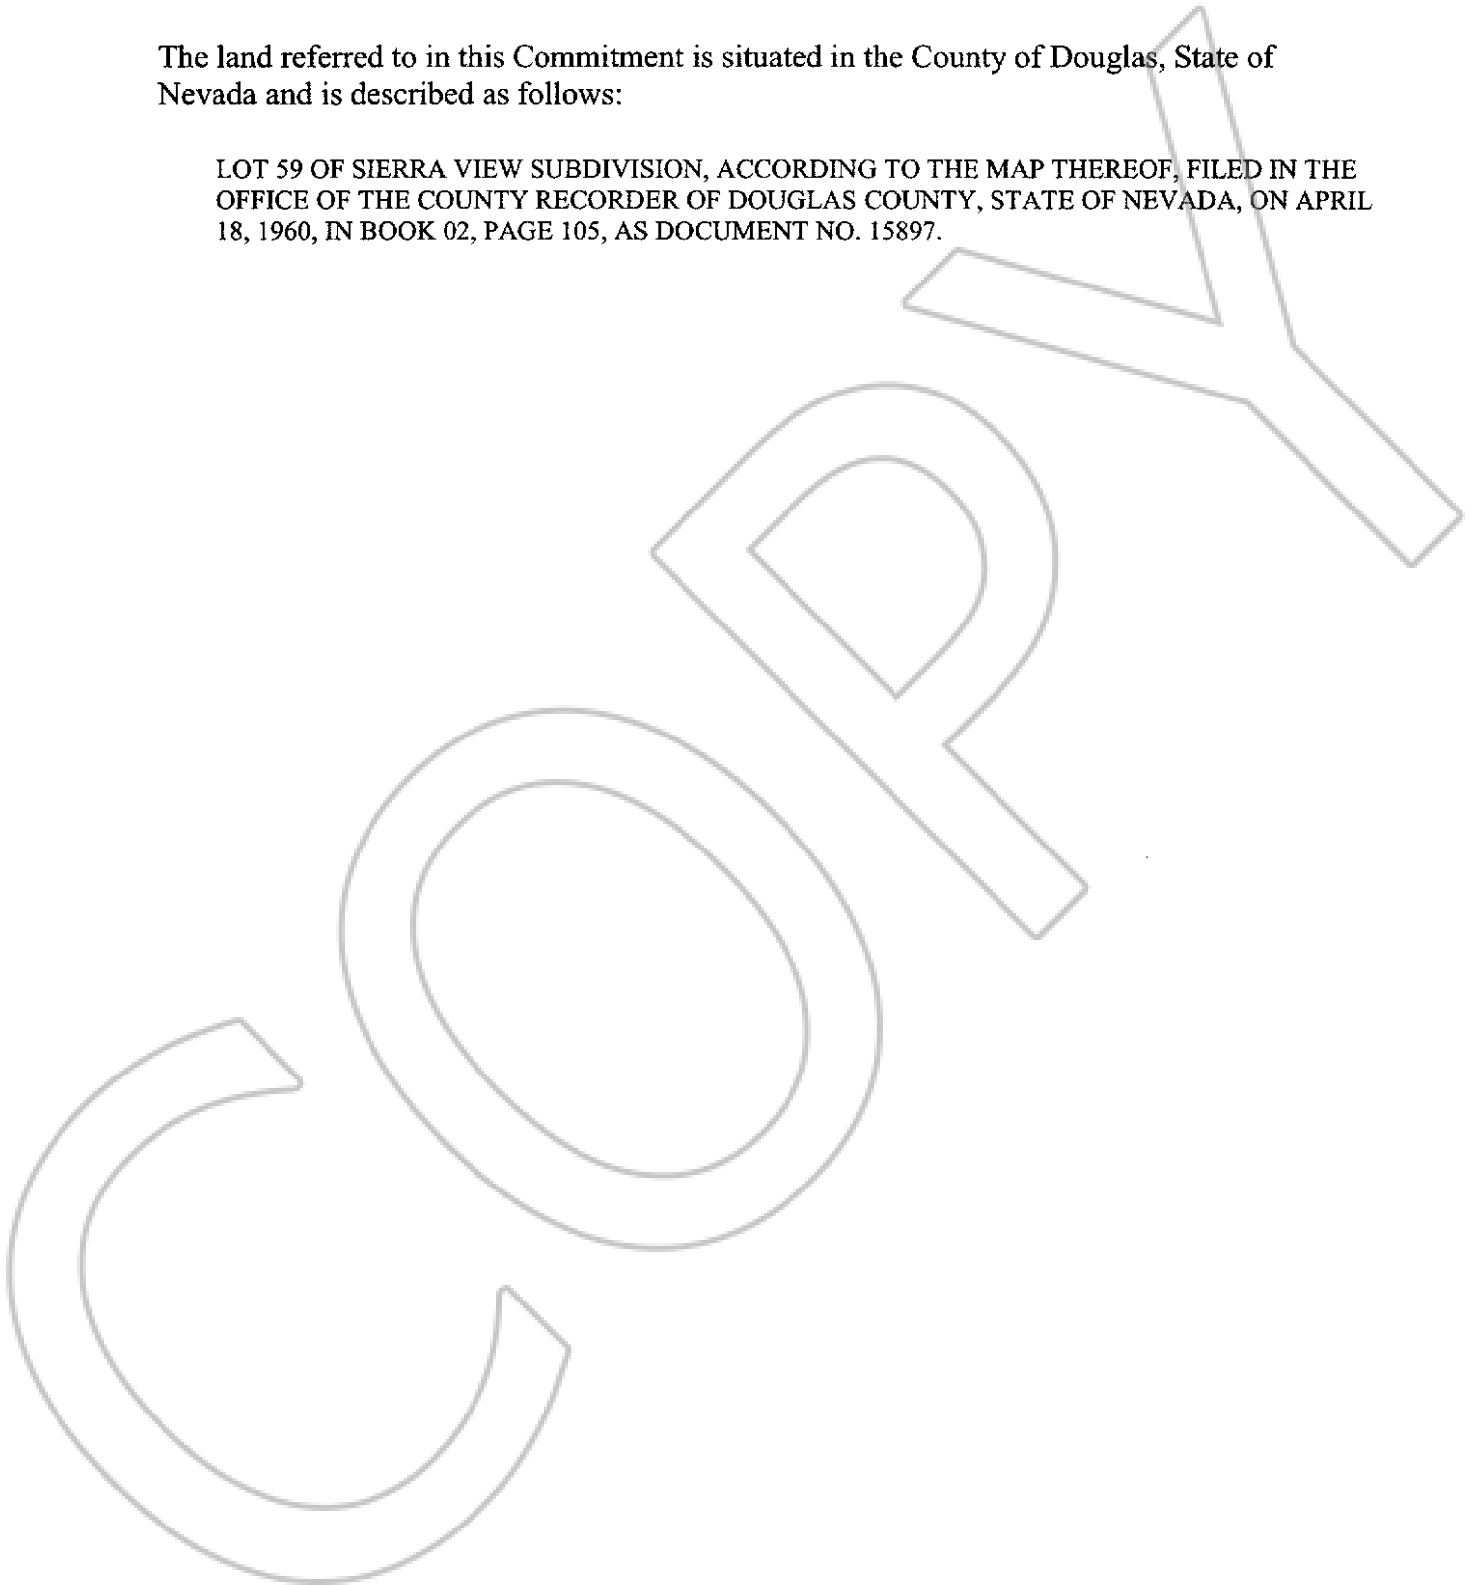 The land referred to in this Commitment is situated in the County of Douglas, State of
Nevada and is described as follows:
LOT 59 OF SIERRA VIEW SUBDIVISION, ACCORDING TO THE MAP THEREOF, FILED IN THE
OFFICE OF THE COUNTY RECORDER OF DOUGLAS COUNTY, STATE OF NEVADA, ON APRIL
18, 1960, IN BOOK 02, PAGE 105, AS DOCUMENT NO. 15897.
COPY